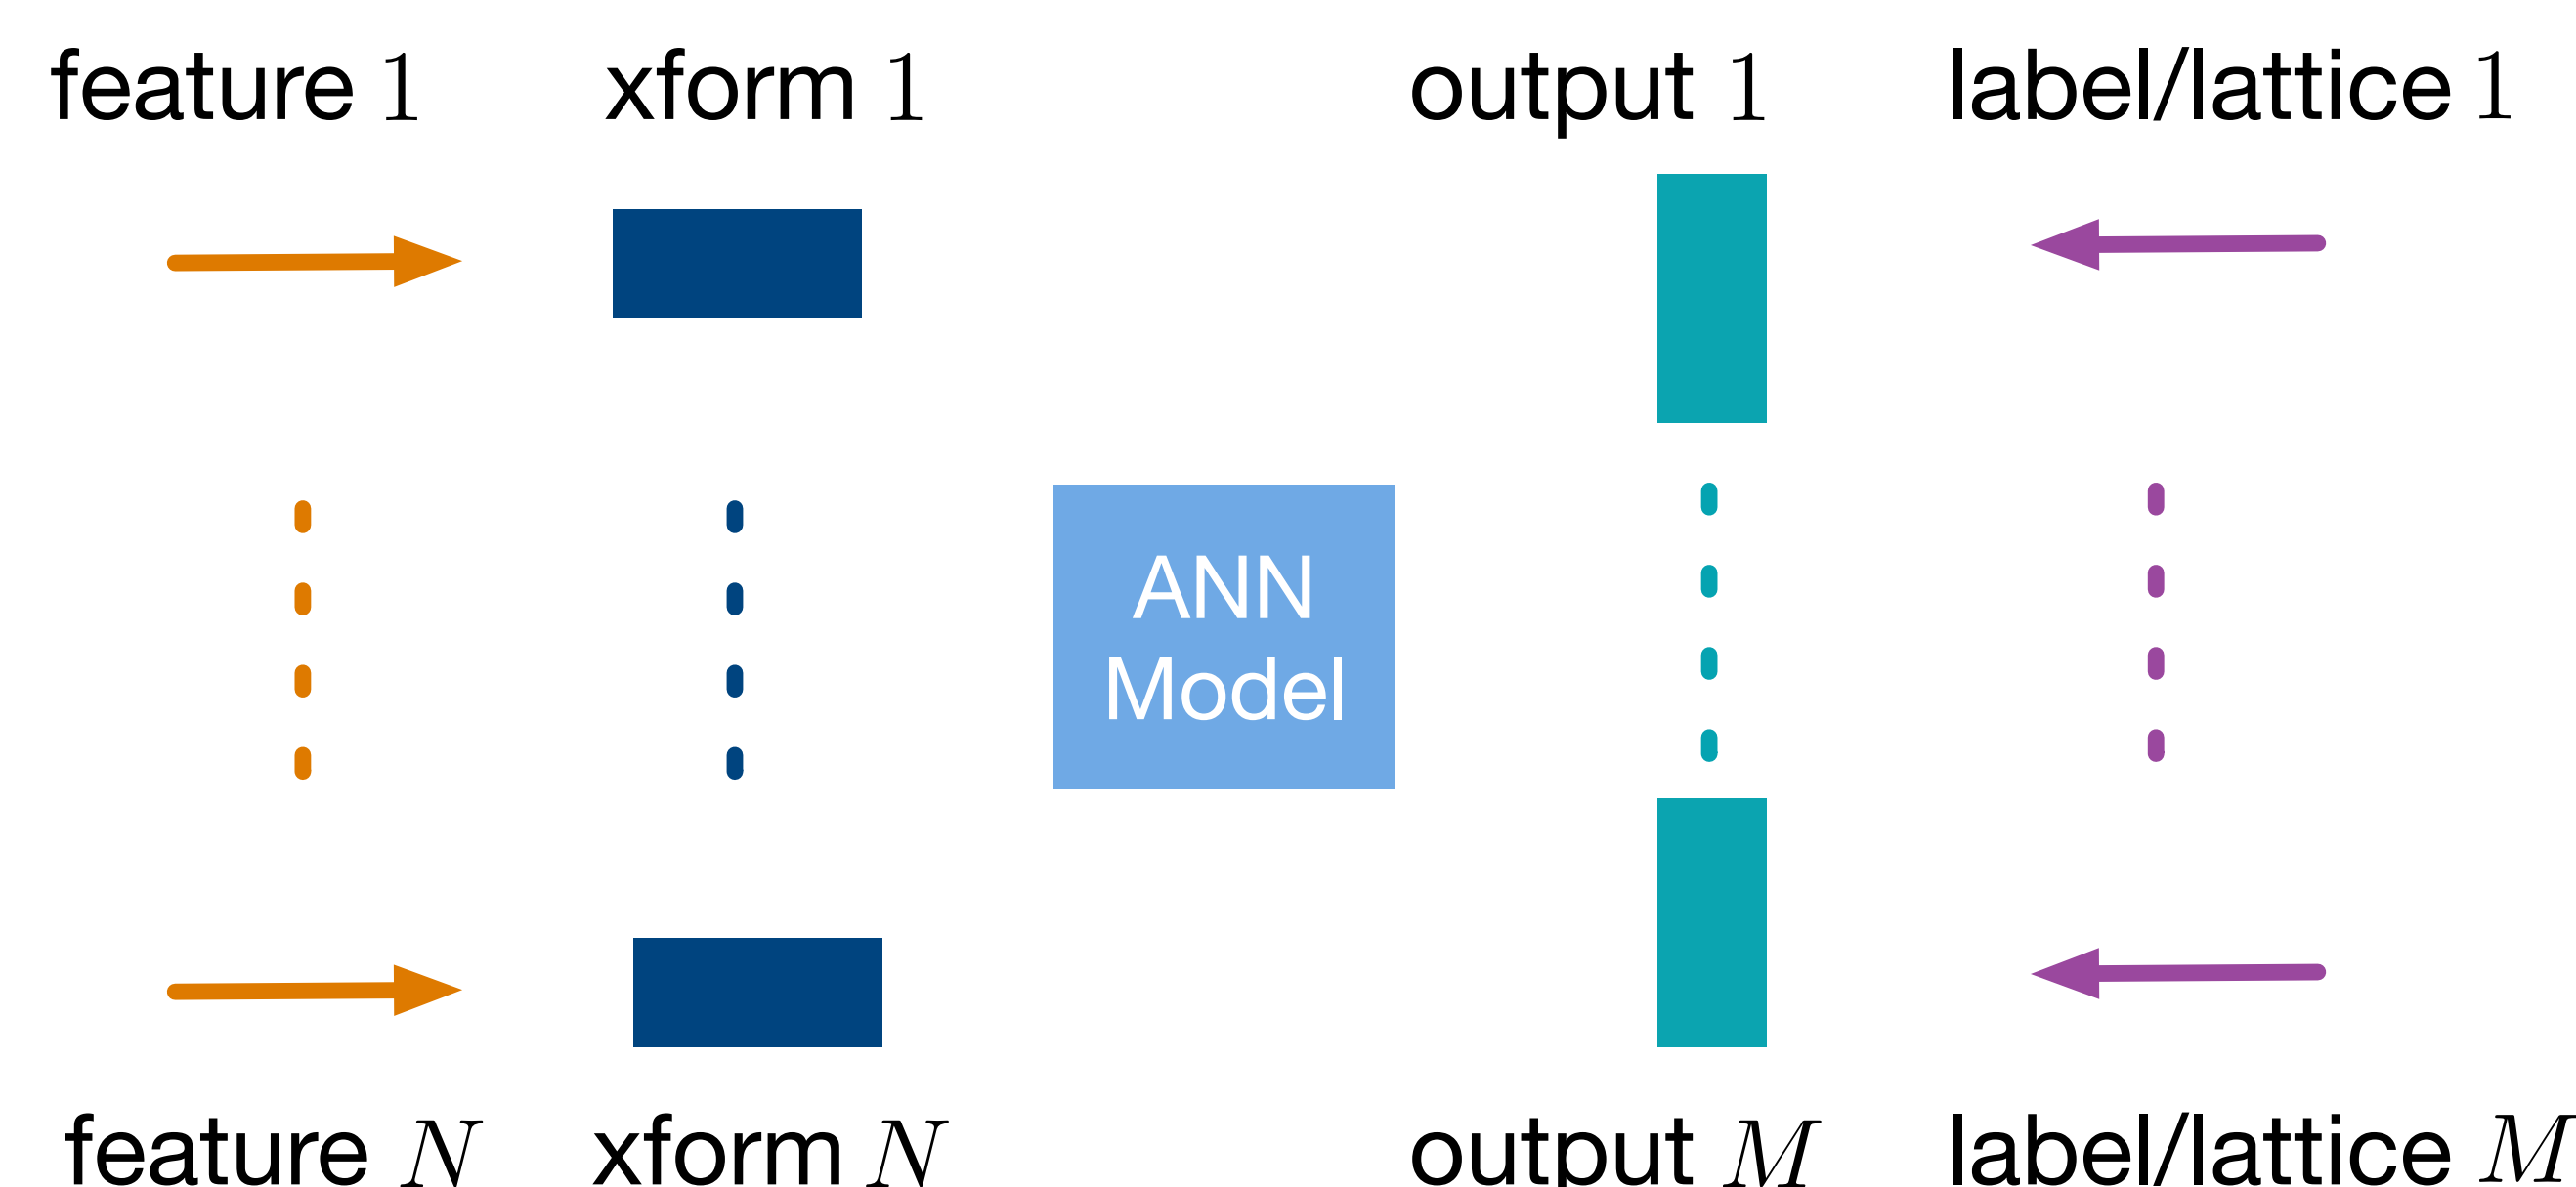 feature 1
xform 1
output 1
label/lattice 1
ANN
Model
feature N
xform N
output M
label/lattice M